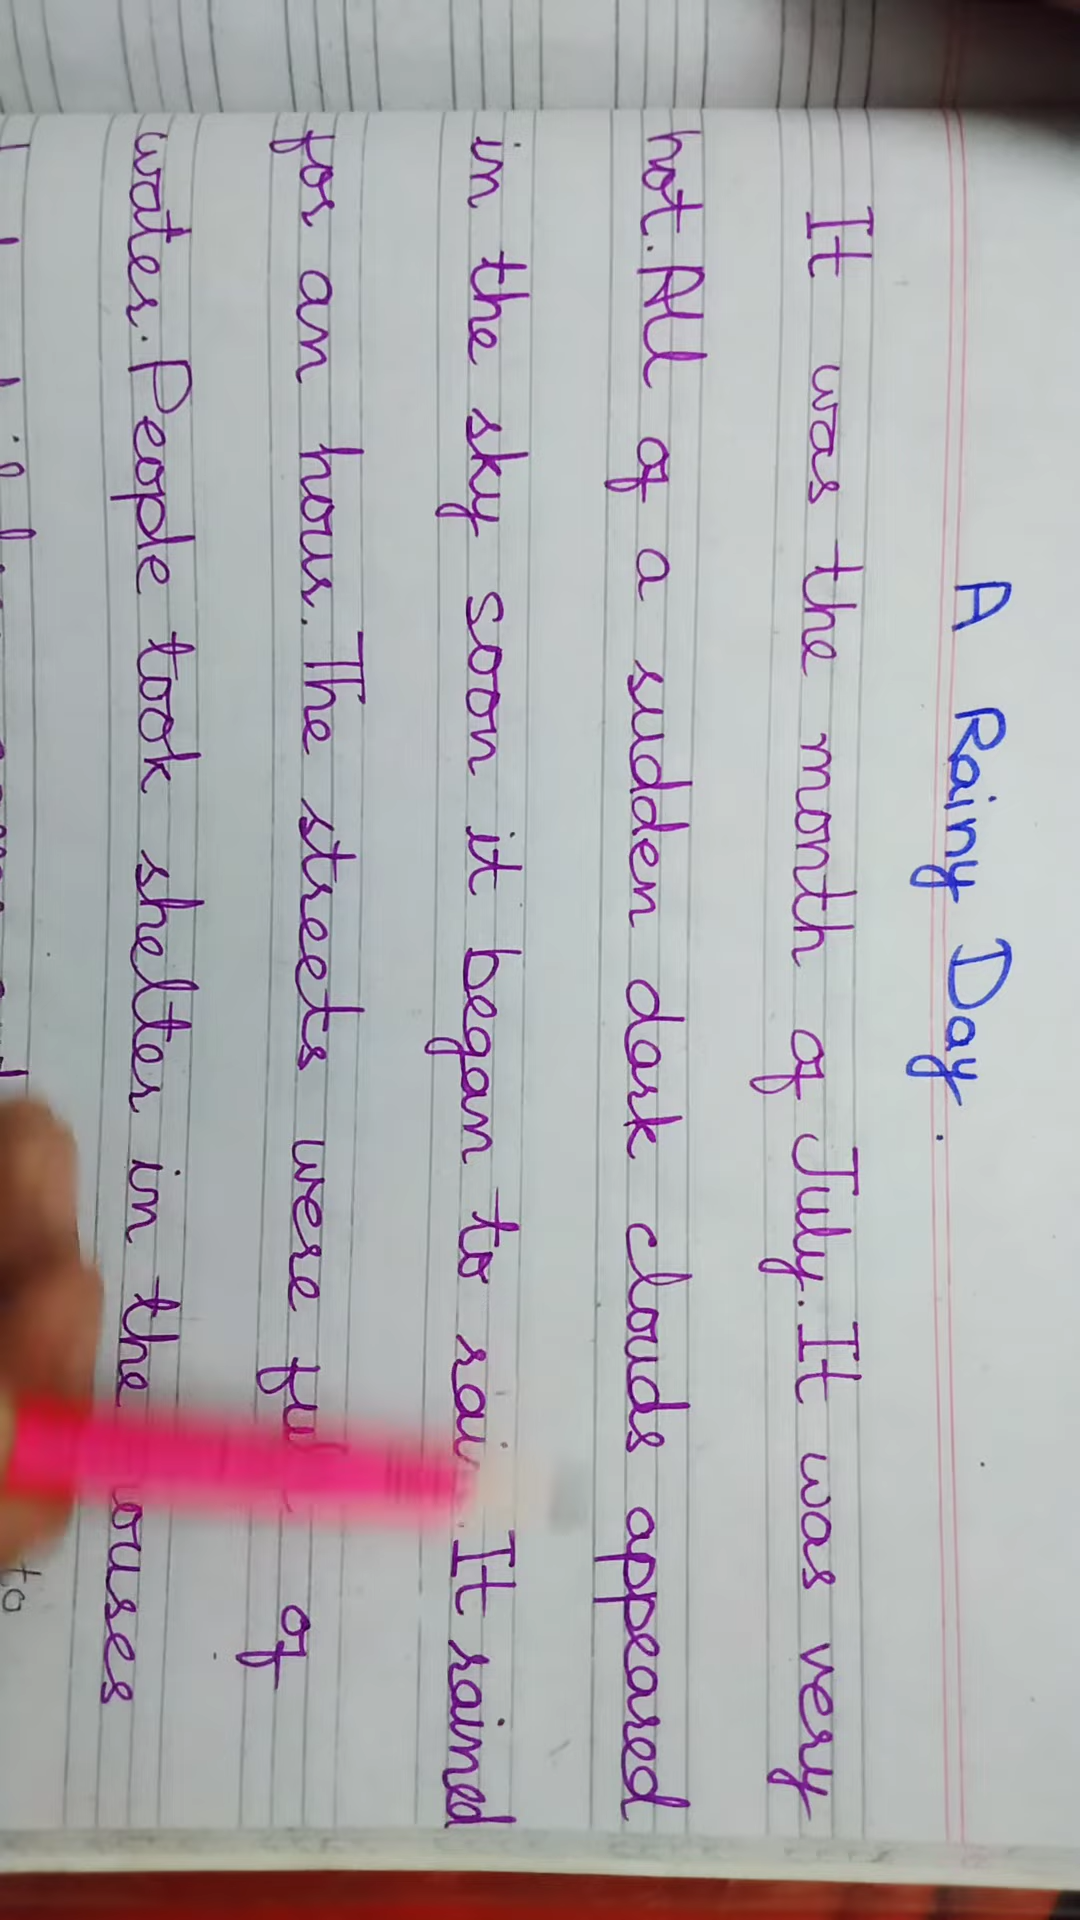 A Rainy Day
It was the month of July. It was very
hot. All of a sudden dark clouds appeared
in the sky soon it began to It rained
for an hour. The streets were of
water. People took shelter in the
to